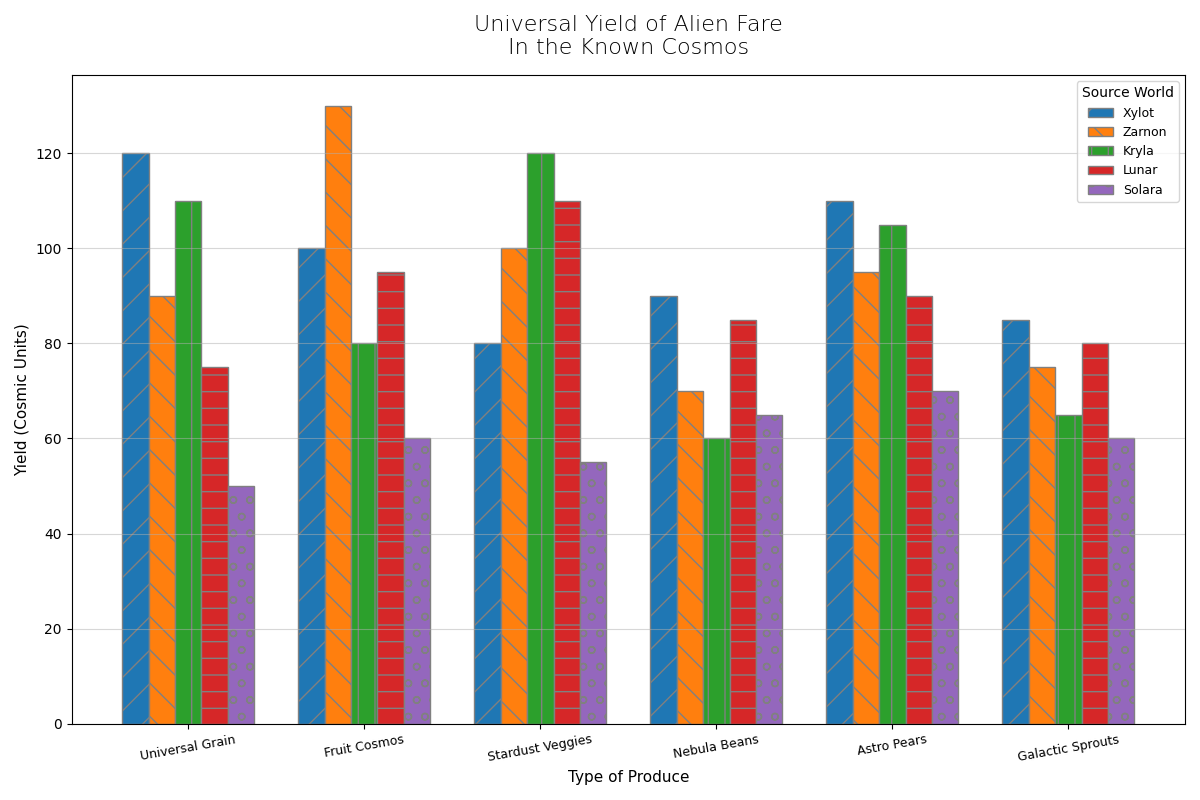 Universal Yield of Alien Fare
In the Known Cosmos
Source World
Xylot
Zarnon
Kryla
Lunar
Solara
Yield (Cosmic Units)
120
100
80
60
40
20
0
Universal Grain
Fruit Cosmos
Stardust Veggies
Nebula Beans
Astro Pears
Galactic Sprouts
Type of Produce